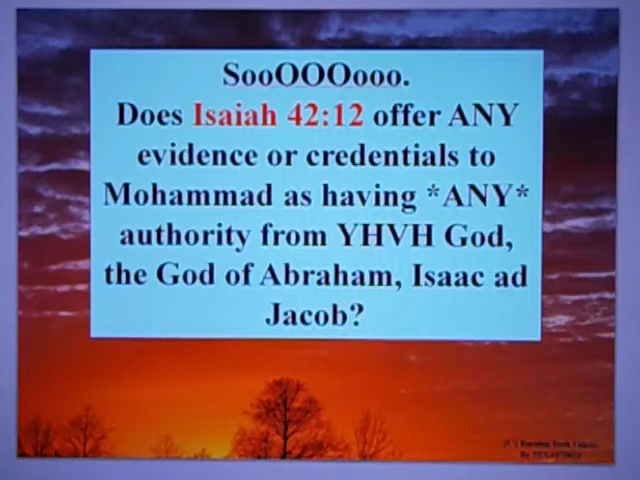 SooOOOooo.
Does Isaiah 42:12 offer ANY
evidence or credentials to
Mohammad as having *ANY*
authority from YHVH God,
the God of Abraham, Isaac ad
Jacob?